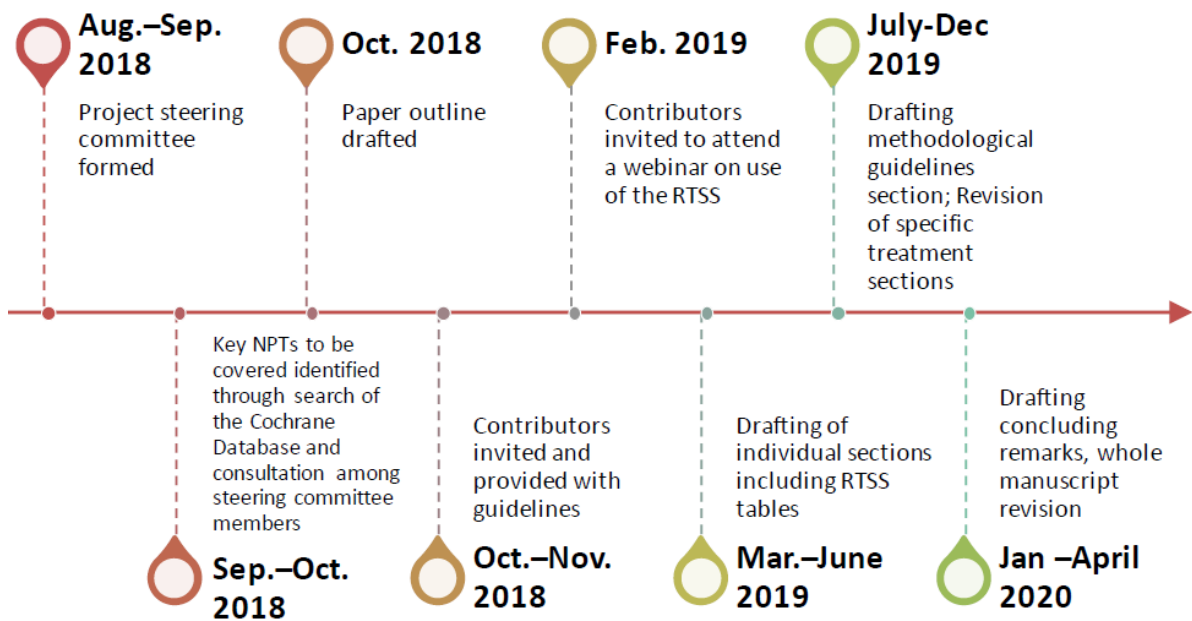 Aug.–Sep.
2018
Project steering
committee
formed
Oct. 2018
Paper outline
drafted
Feb. 2019
Contributors
invited to attend
a webinar on use
of the RTSS
July-Dec
2019
Drafting
methodological
guidelines
section; Revision
of specific
treatment
sections
Key NPTs to be
covered identified
through search of
the Cochrane
Database and
consultation among
steering committee
members
Sep.–Oct.
2018
Contributors
invited and
provided with
guidelines
Oct.–Nov.
2018
Drafting of
individual sections
including RTSS
tables
Mar.–June
2019
Drafting
concluding
remarks, whole
manuscript
revision
Jan –April
2020